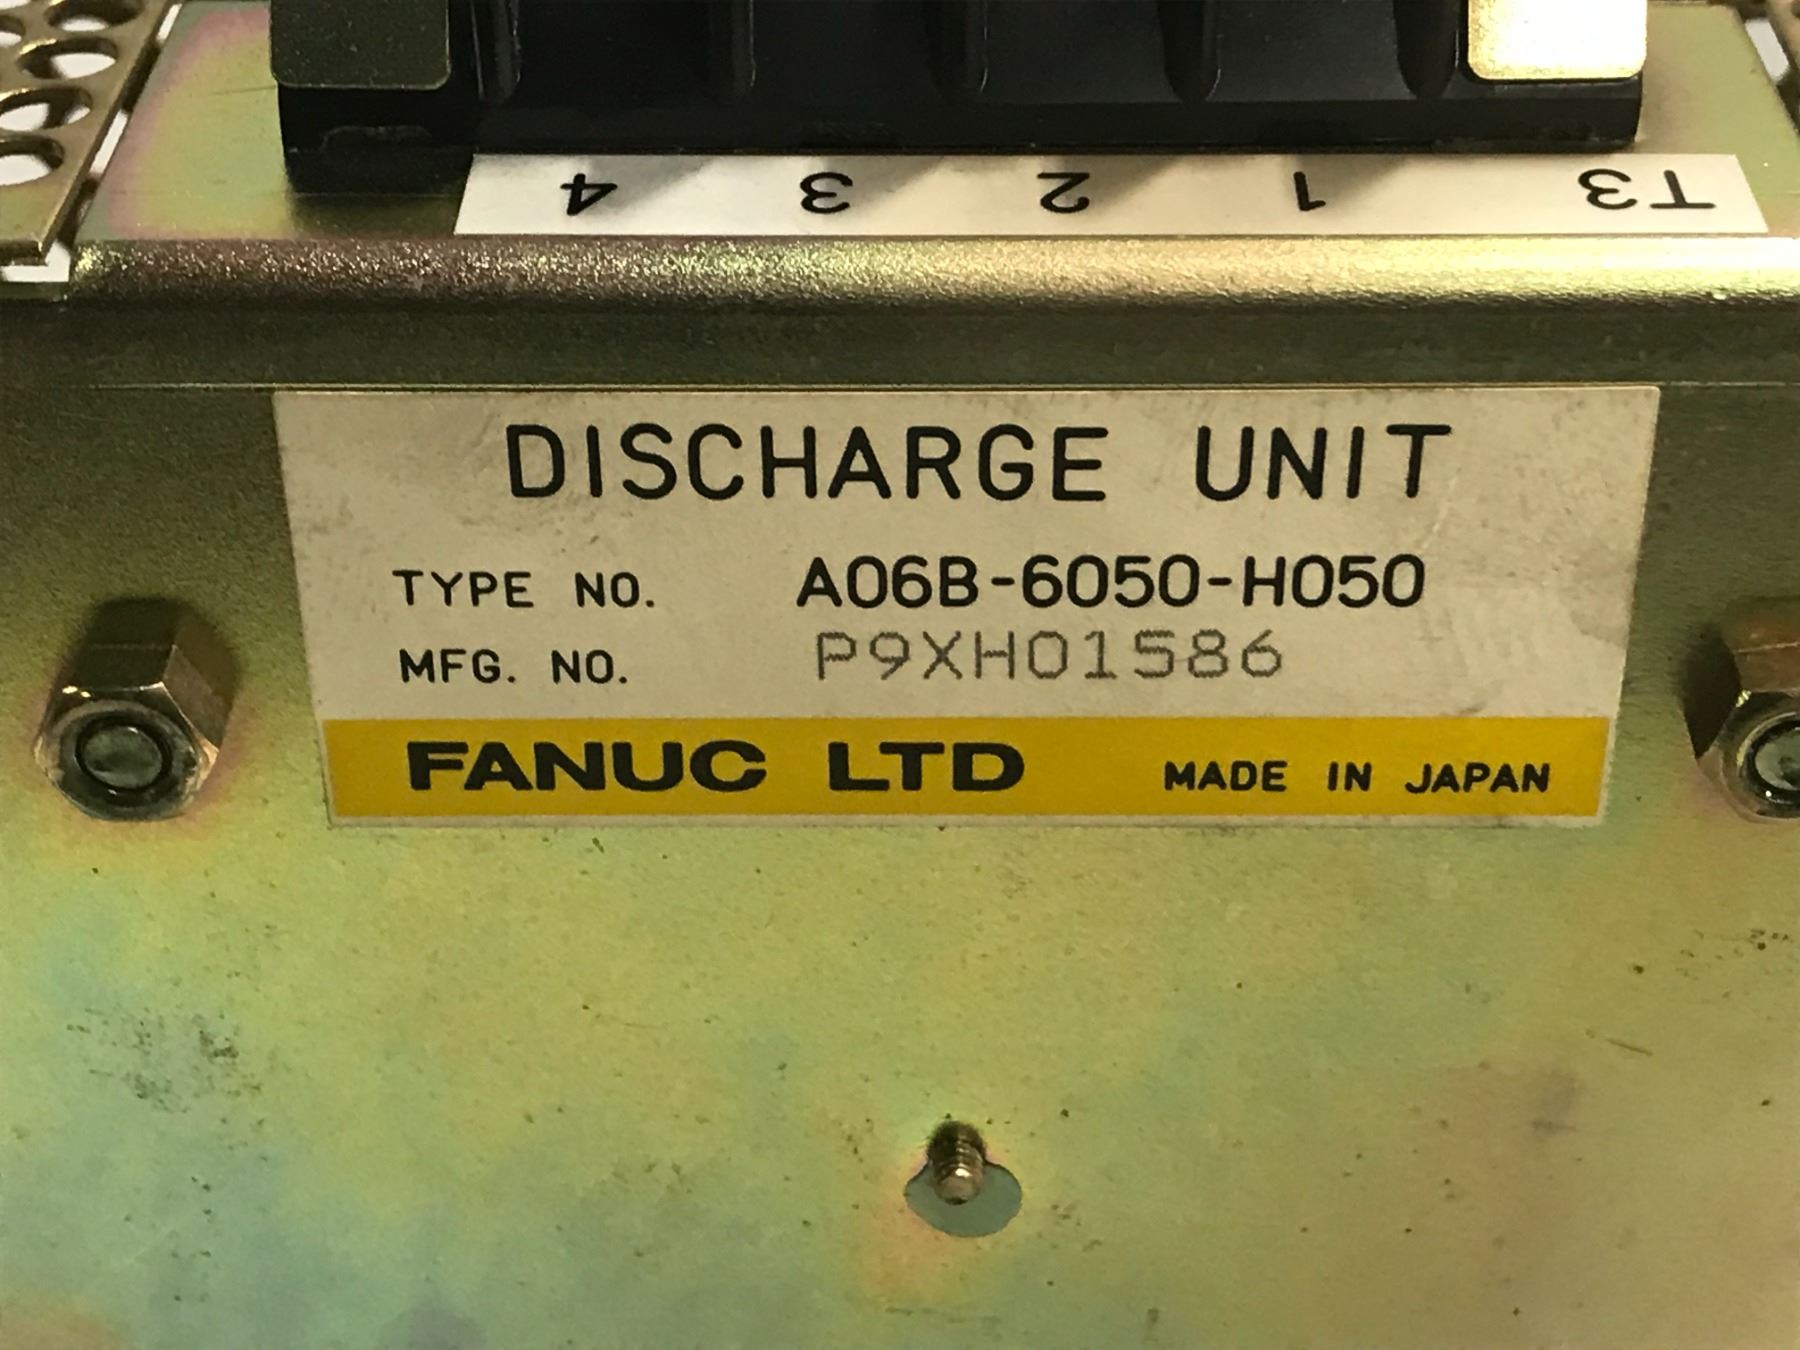 T3 1 2 3 4
DISCHARGE UNIT
TYPE NO. A06B-6050-H050
MFG. NO. P9XH01586
FANUC LTD MADE IN JAPAN